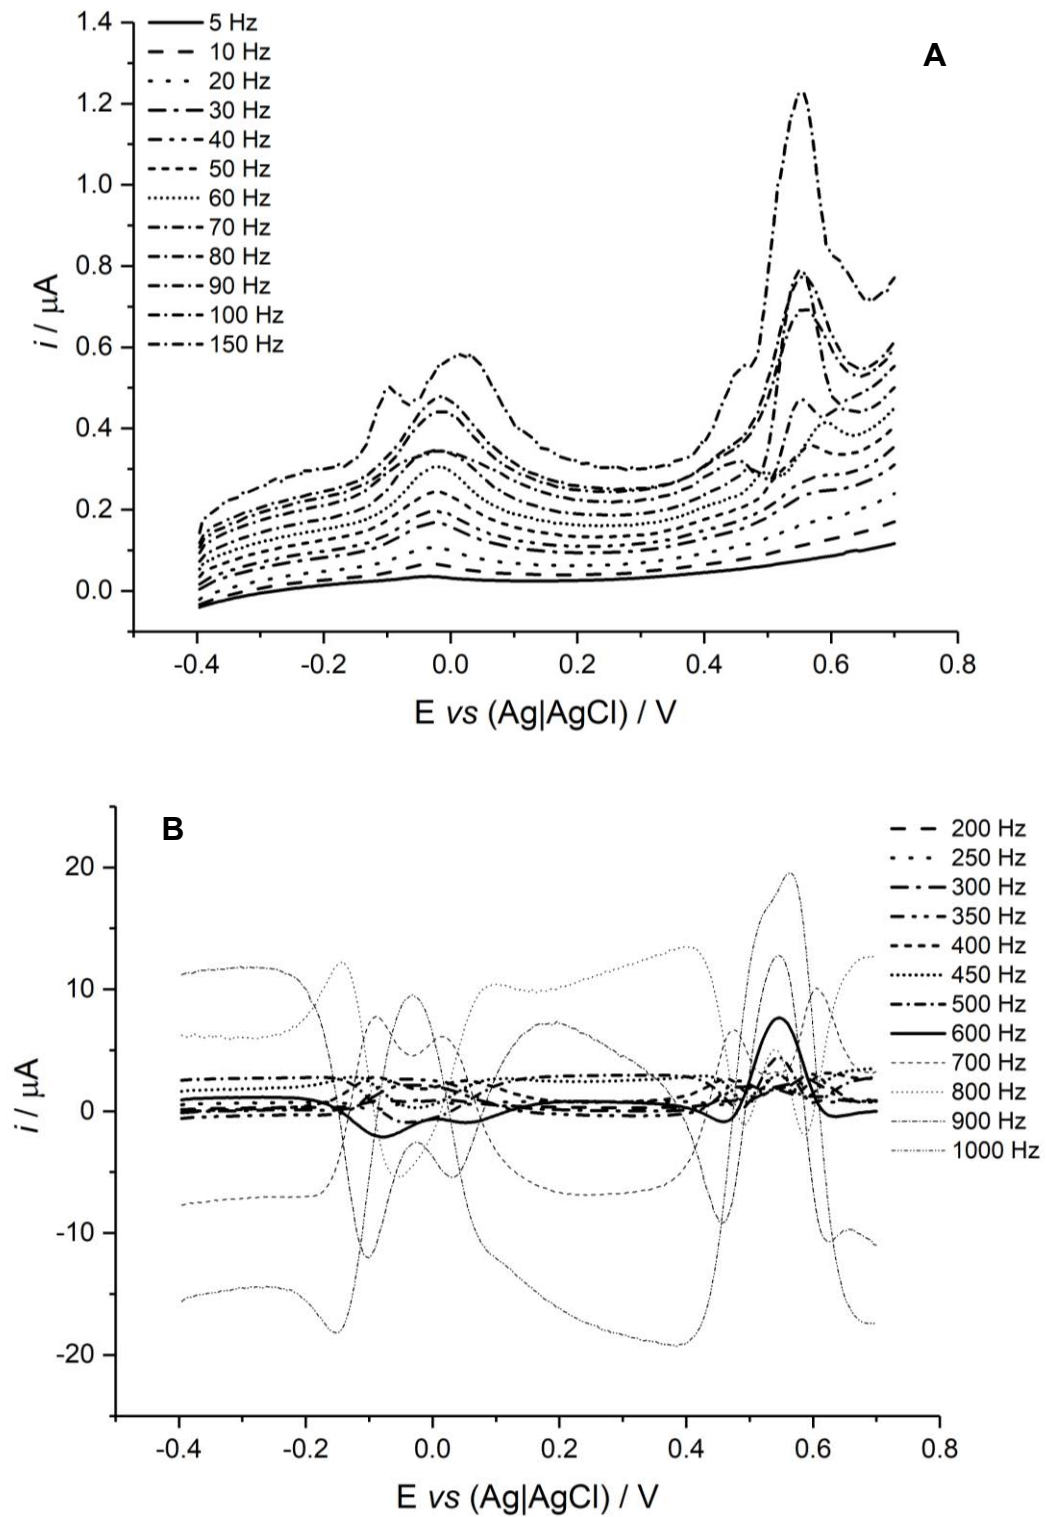 A
1.4
1.2
1.0
0.8
0.6
0.4
0.2
0.0
i / μA
5 Hz
10 Hz
20 Hz
30 Hz
40 Hz
50 Hz
60 Hz
70 Hz
80 Hz
90 Hz
100 Hz
150 Hz
-0.4 -0.2 0.0 0.2 0.4 0.6 0.8
E vs (Ag|AgCl) / V
B
20
10
0
-10
-20
i / μA
200 Hz
250 Hz
300 Hz
350 Hz
400 Hz
450 Hz
500 Hz
600 Hz
700 Hz
800 Hz
900 Hz
1000 Hz
-0.4 -0.2 0.0 0.2 0.4 0.6 0.8
E vs (Ag|AgCl) / V